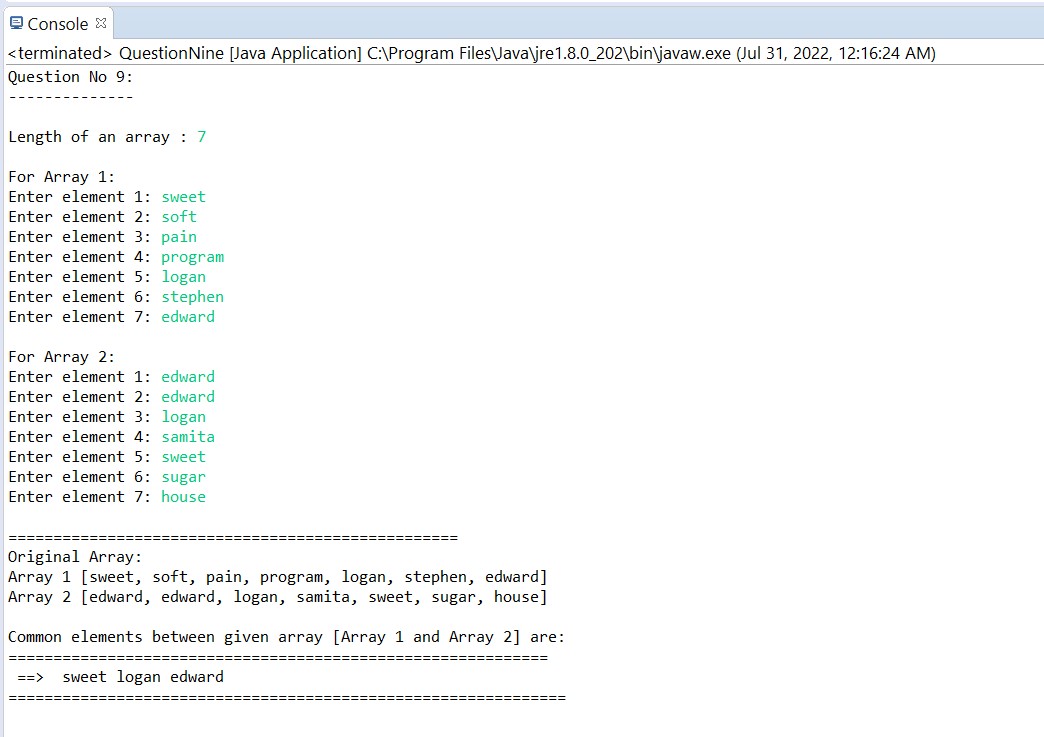 Console
<terminated> QuestionNine [Java Application] C:\Program Files\Java\jre1.8.0_202\bin\javaw.exe (Jul 31, 2022, 12:16:24 AM)
Question No 9:
--------------
Length of an array : 7
For Array 1:
Enter element 1: sweet
Enter element 2: soft
Enter element 3: pain
Enter element 4: program
Enter element 5: logan
Enter element 6: stephen
Enter element 7: edward
For Array 2:
Enter element 1: edward
Enter element 2: edward
Enter element 3: logan
Enter element 4: samita
Enter element 5: sweet
Enter element 6: sugar
Enter element 7: house
==================================================
Original Array:
Array 1 [sweet, soft, pain, program, logan, stephen, edward]
Array 2 [edward, edward, logan, samita, sweet, sugar, house]
Common elements between given array [Array 1 and Array 2] are:
============================================================
==>  sweet logan edward
==============================================================